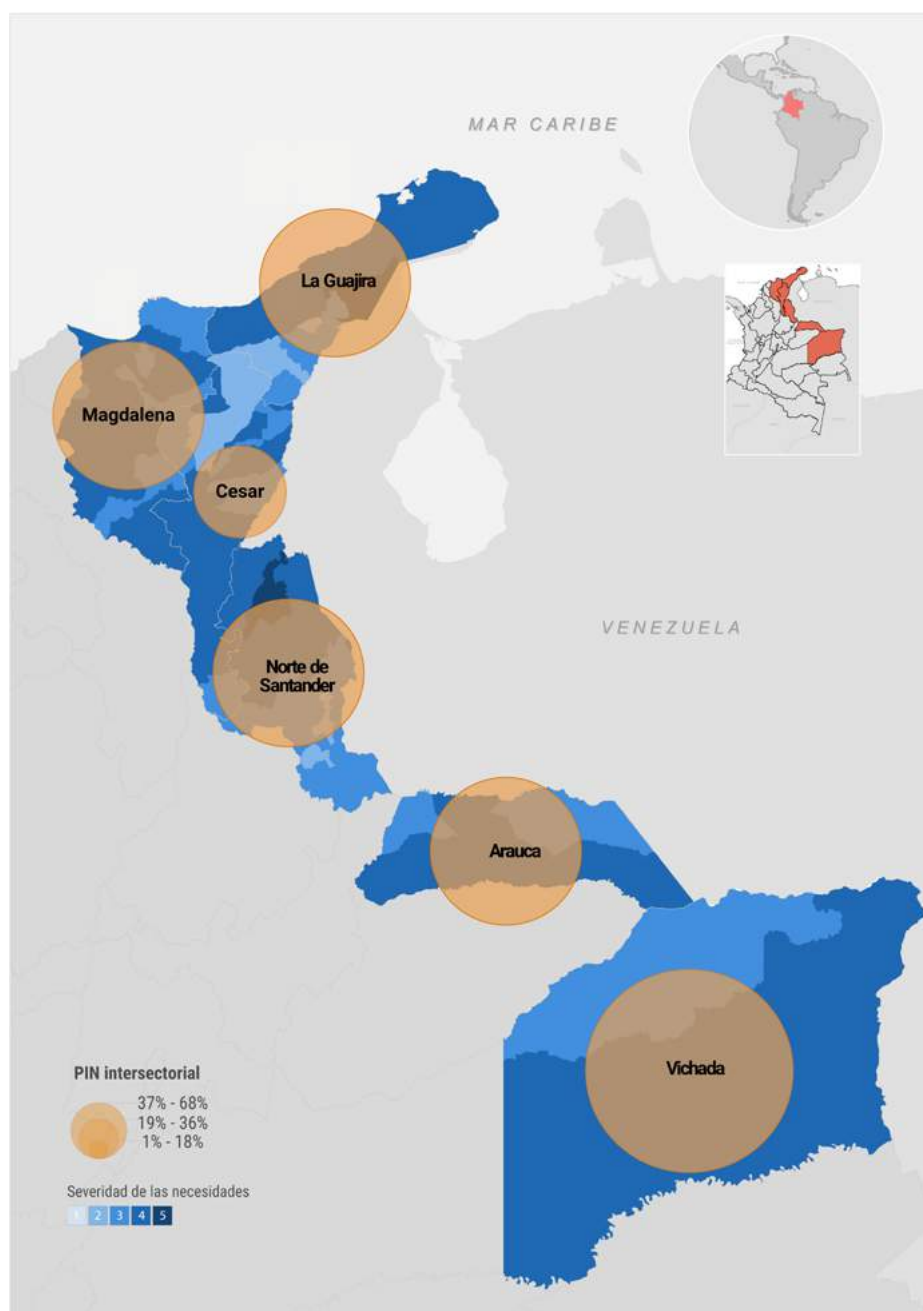 MAR CARIBE
La Guajira
Magdalena
Cesar
VENEZUELA
Norte de
Santander
Arauca
Vichada
PIN intersectorial
37% - 68%
19% - 36%
1% - 18%
Severidad de las necesidades
1 2 3 4 5